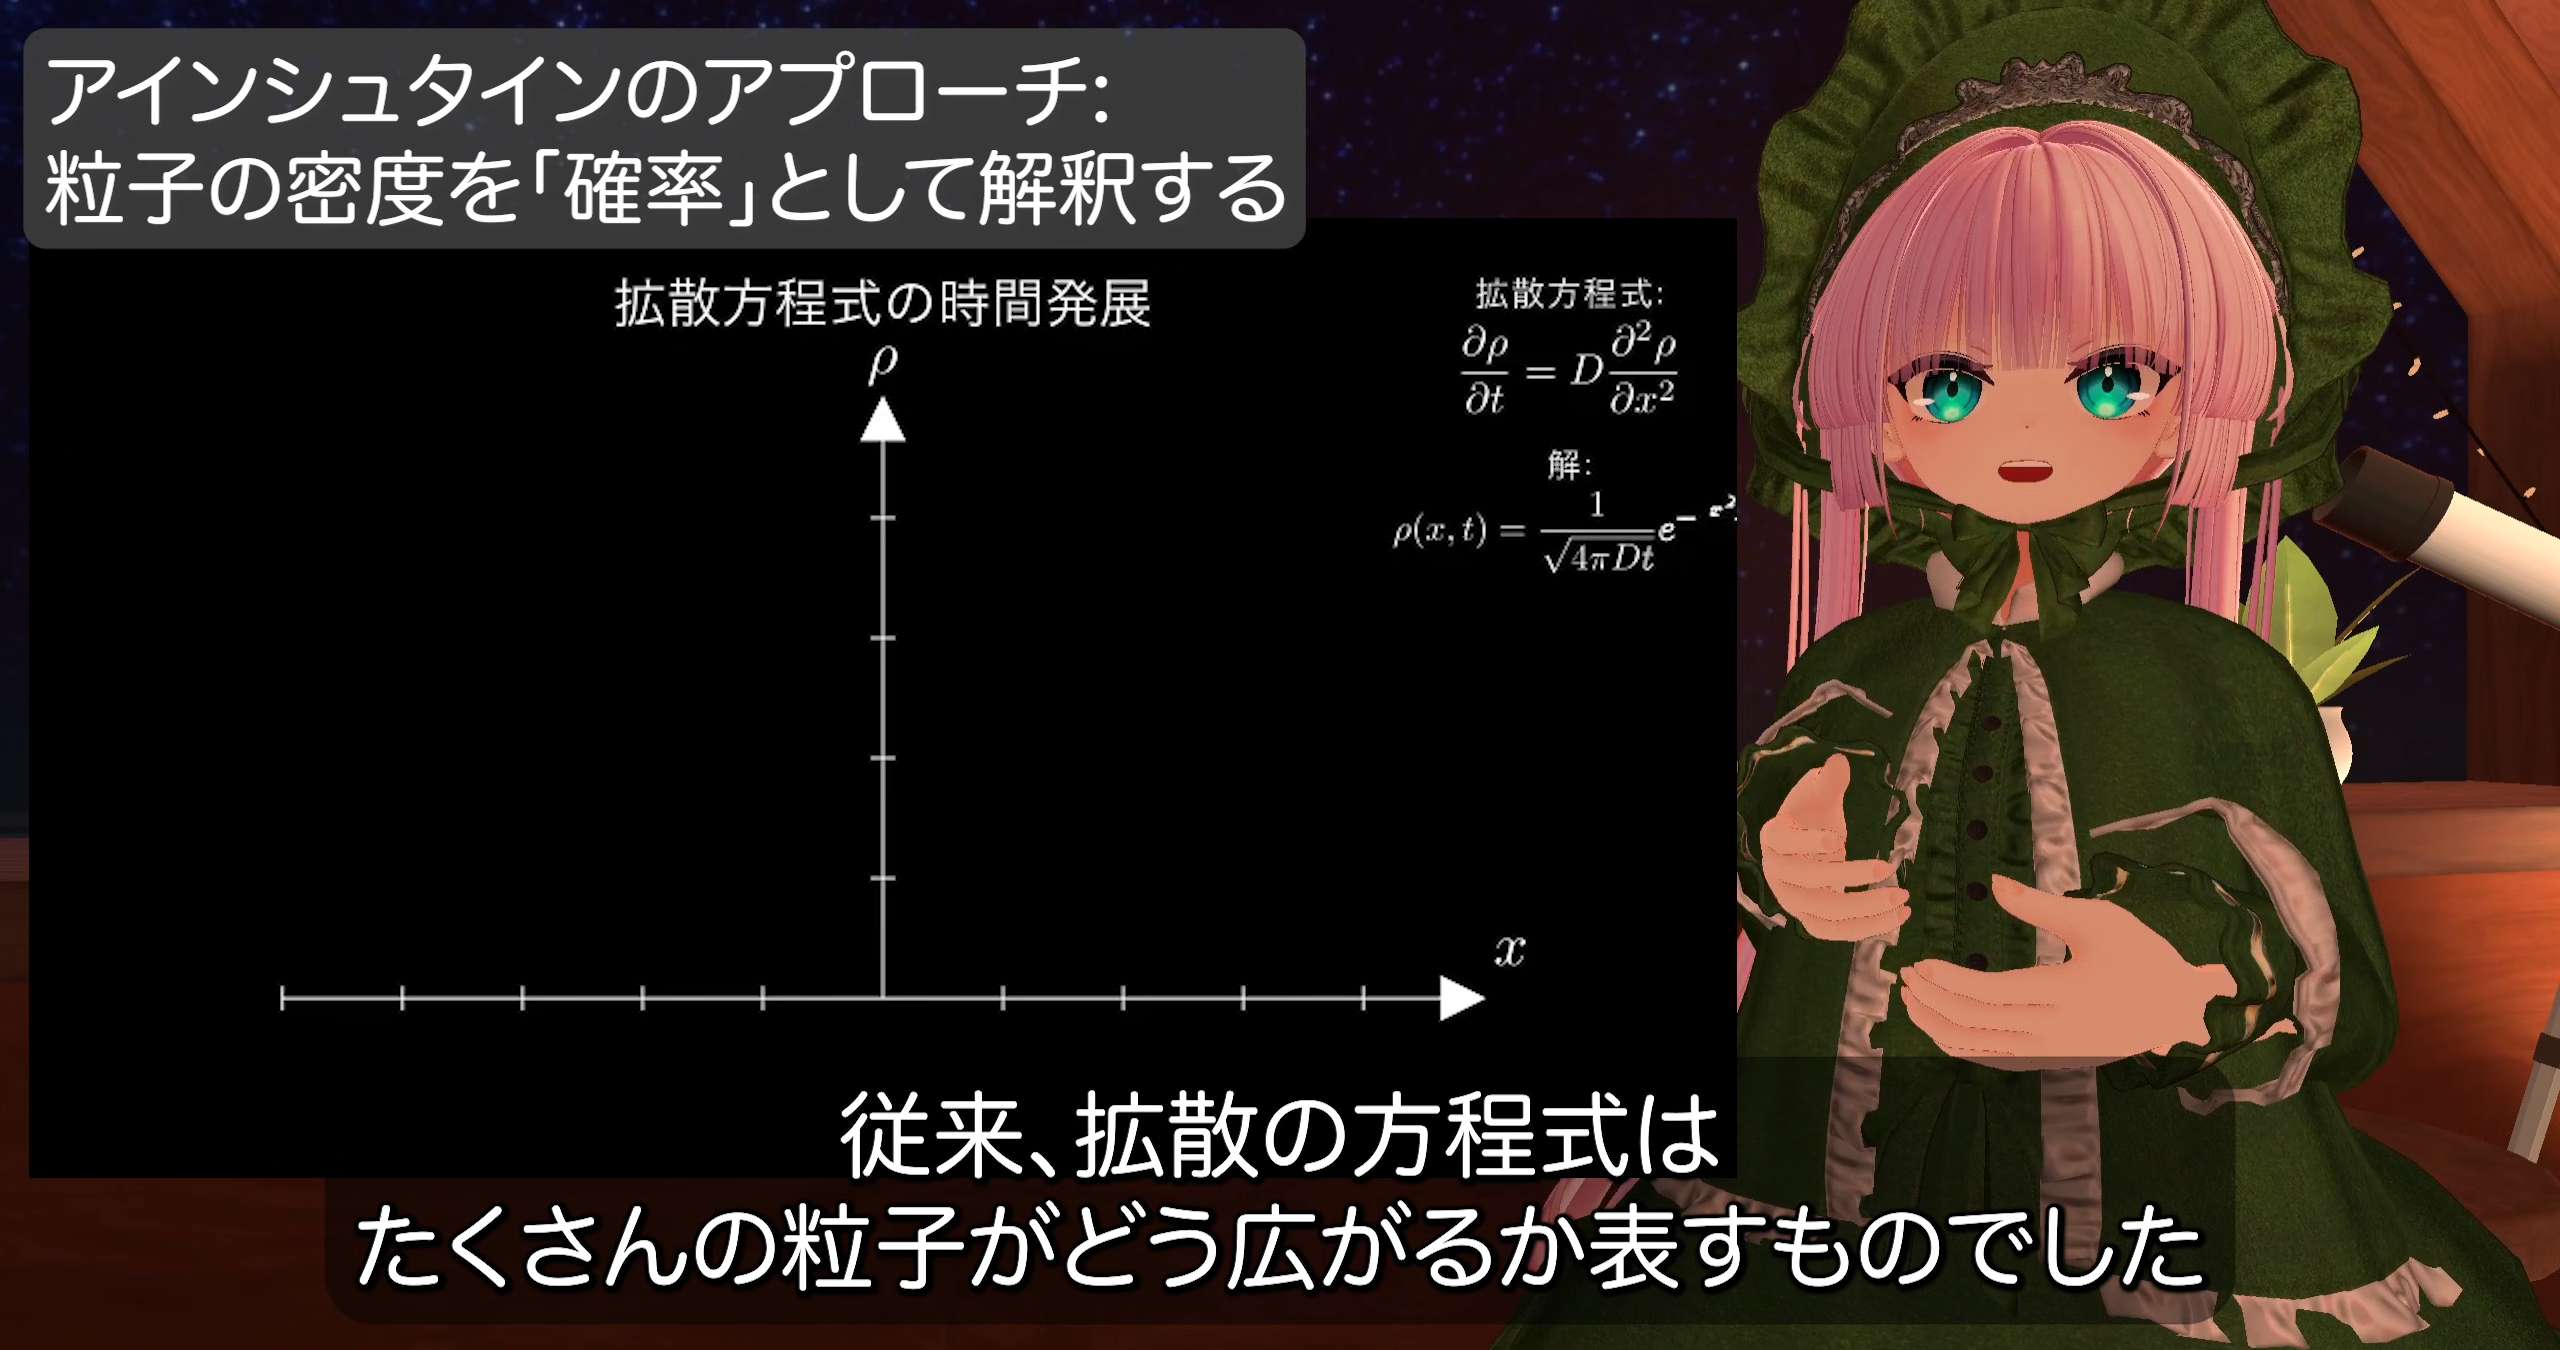 アインシュタインのアプローチ:
粒子の密度を「確率」として解釈する
拡散方程式の時間発展
ρ
拡散方程式:
∂ρ/∂t = D ∂²ρ/∂x²
解:
ρ(x,t) = 1/√4πDt e⁻
x
従来、拡散の方程式は
たくさんの粒子がどう広がるか表すものでした